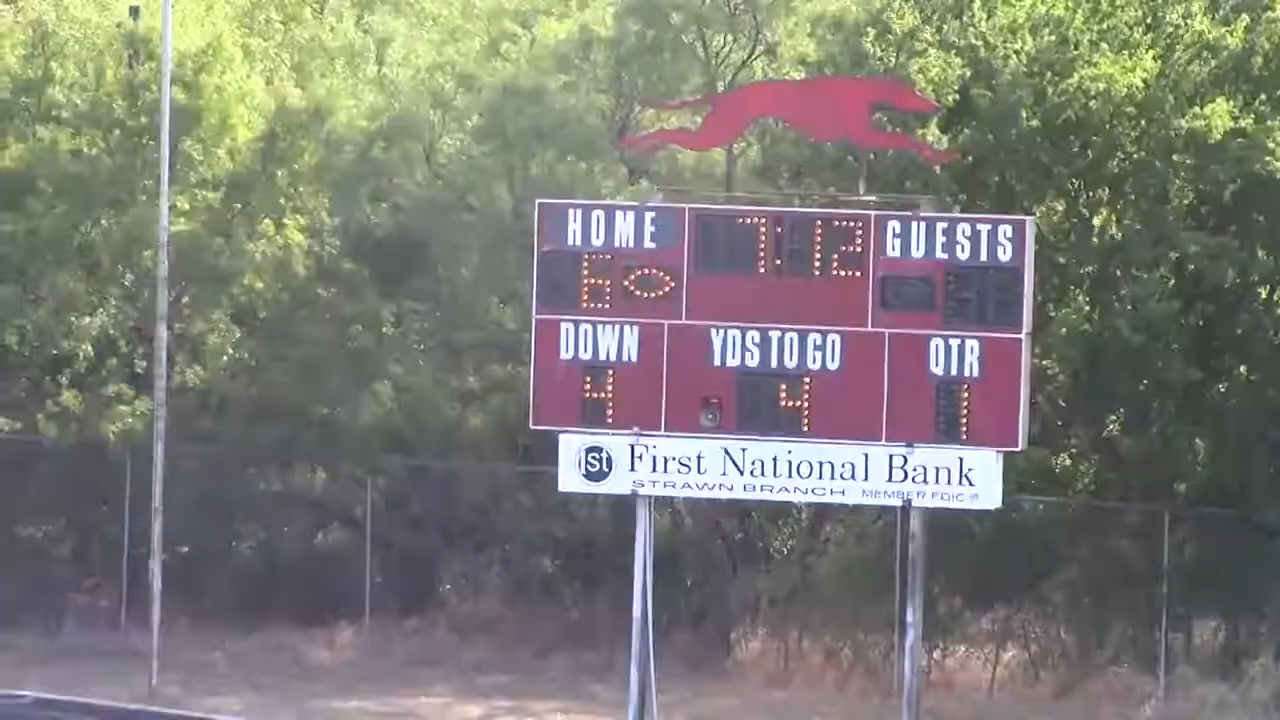 HOME 7:12 GUESTS
6
DOWN YDS TO GO QTR
4 4 1
1st First National Bank
STRAWN BRANCH MEMBER FDIC